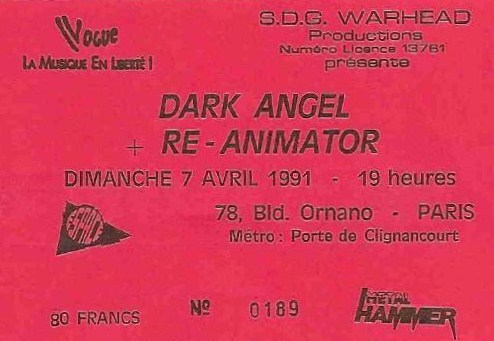 Vogue
LA MUSIQUE EN LIBERTÉ !
S.D.G. WARHEAD
Productions
Numéro Licence 13761
présente
DARK ANGEL
+ RE-ANIMATOR
DIMANCHE 7 AVRIL 1991 - 19 heures
ESPACE
78, Bld. Ornano - PARIS
Métro : Porte de Clignancourt
80 FRANCS
Nº 0189
METAL
HAMMER